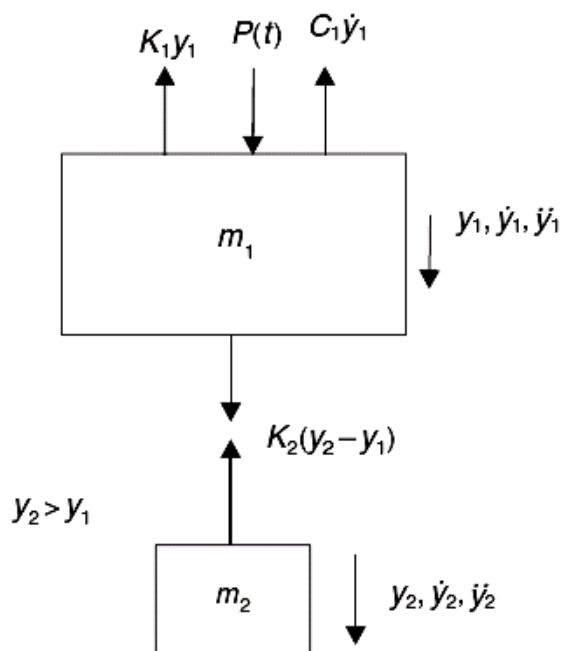 K₁y₁ P(t) C₁ẏ₁
m₁
y₁, ẏ₁, ÿ₁
K₂(y₂ − y₁)
y₂ > y₁
m₂
y₂, ẏ₂, ÿ₂